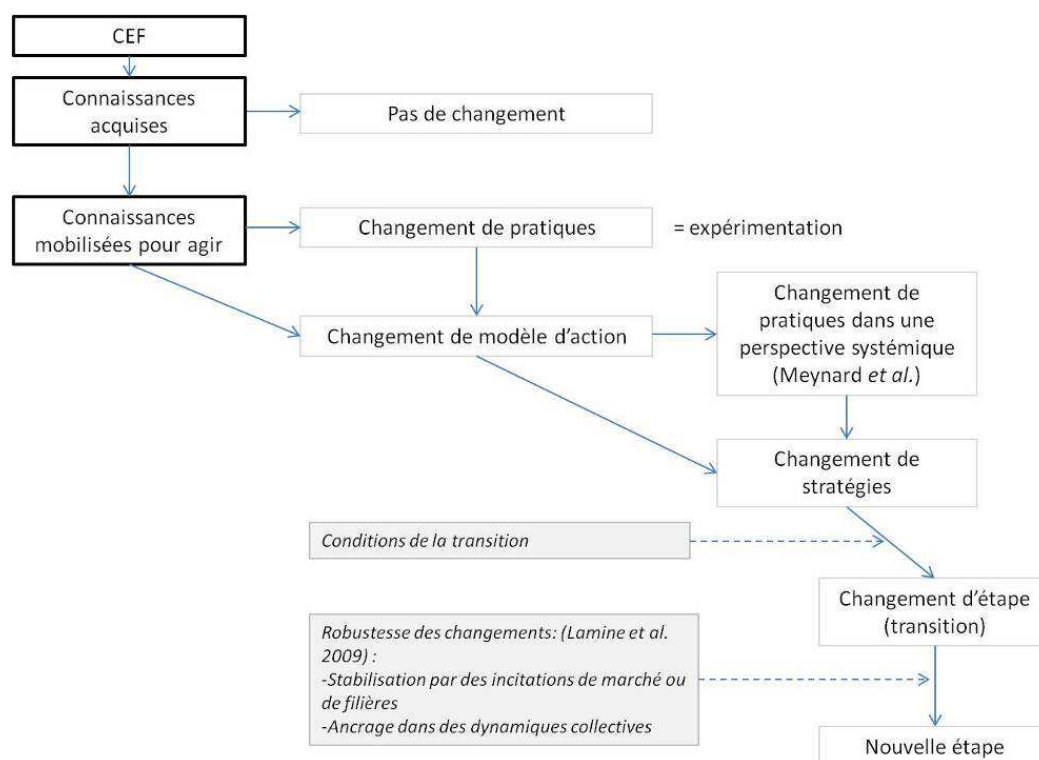 CEF
Connaissances
acquises
Pas de changement
Connaissances
mobilisées pour agir
Changement de pratiques
= expérimentation
Changement de modèle d'action
Changement de
pratiques dans une
perspective systémique
(Meynard et al.)
Changement de
stratégies
Conditions de la transition
Changement d'étape
(transition)
Robustesse des changements: (Lamine et al.
2009) :
-Stabilisation par des incitations de marché ou
de filières
-Ancrage dans des dynamiques collectives
Nouvelle étape